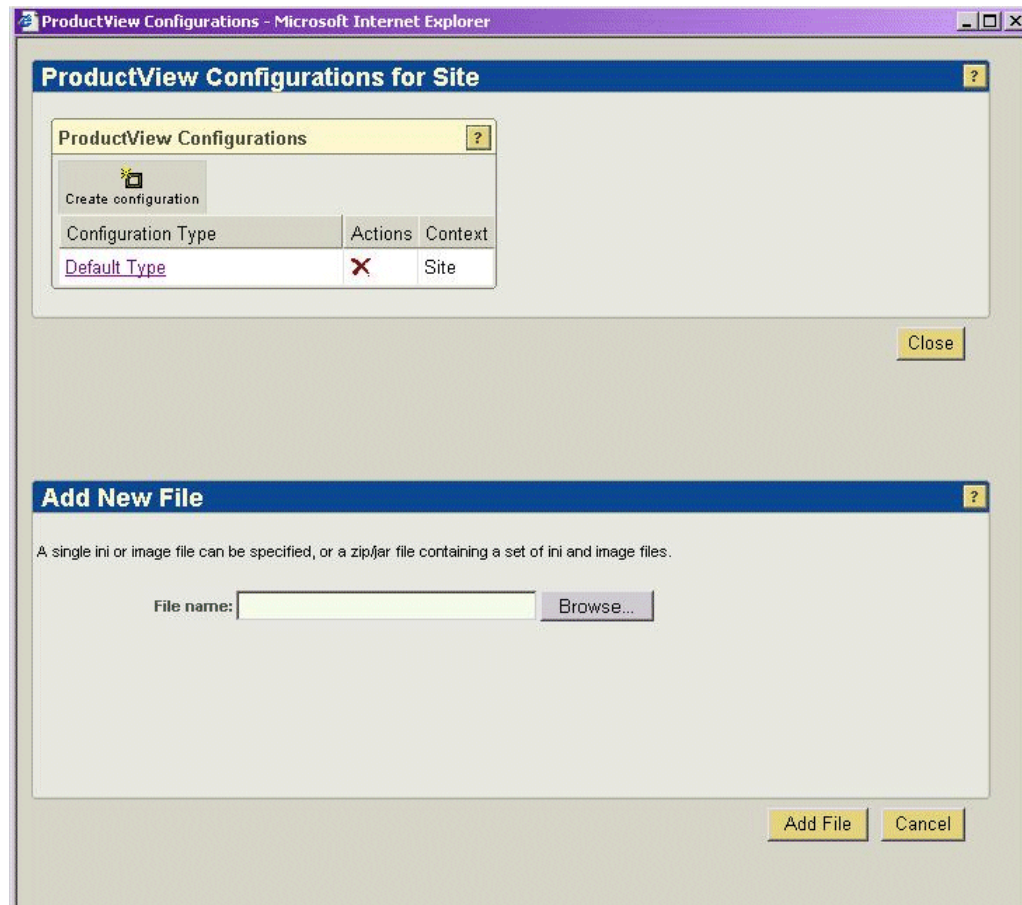 ProductView Configurations - Microsoft Internet Explorer
ProductView Configurations for Site
?
ProductView Configurations
?
Create configuration
Configuration Type Actions Context
Default Type Site
Close
Add New File
?
A single ini or image file can be specified, or a zip/jar file containing a set of ini and image files.
File name: Browse...
Add File Cancel